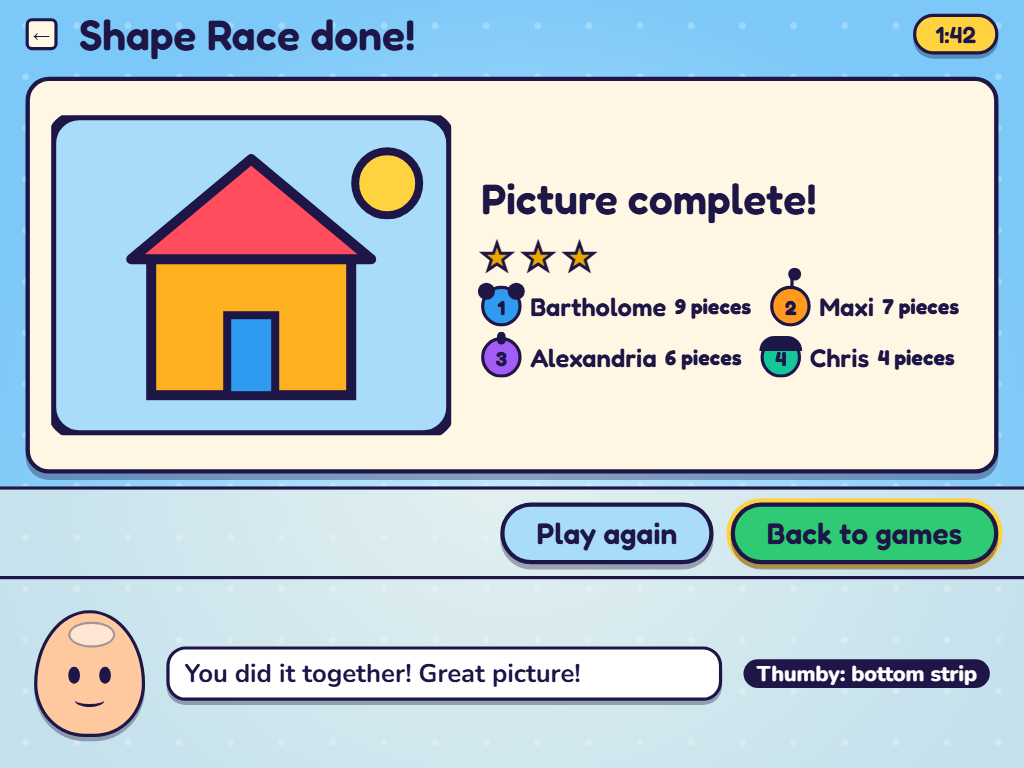 ← Shape Race done!
1:42
Picture complete!
1 Bartholome 9 pieces
2 Maxi 7 pieces
3 Alexandria 6 pieces
4 Chris 4 pieces
Play again
Back to games
You did it together! Great picture!
Thumby: bottom strip